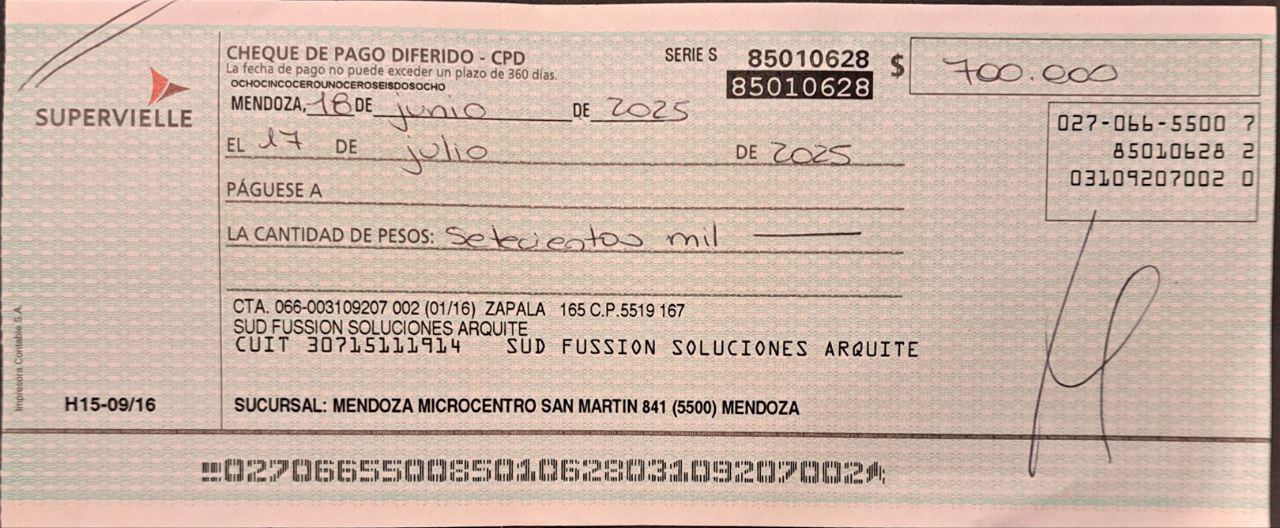 SUPERVIELLE
CHEQUE DE PAGO DIFERIDO - CPD
La fecha de pago no puede exceder un plazo de 360 días.
OCHOCINCOCEROUNOCEROSEISDOSOCHO
SERIE S 85010628
85010628
$ 700.000
MENDOZA, 18 DE junio DE 2025
EL 17 DE julio DE 2025
027-066-5500 7
85010628 2
03109207002 0
PÁGUESE A
LA CANTIDAD DE PESOS: Setecientos mil
CTA. 066-003109207 002 (01/16) ZAPALA 165 C.P.5519 167
SUD FUSSION SOLUCIONES ARQUITE
CUIT 30715111914 SUD FUSSION SOLUCIONES ARQUITE
Impresora Contable S.A.
H15-09/16
SUCURSAL: MENDOZA MICROCENTRO SAN MARTIN 841 (5500) MENDOZA
02706655008501062803109207002